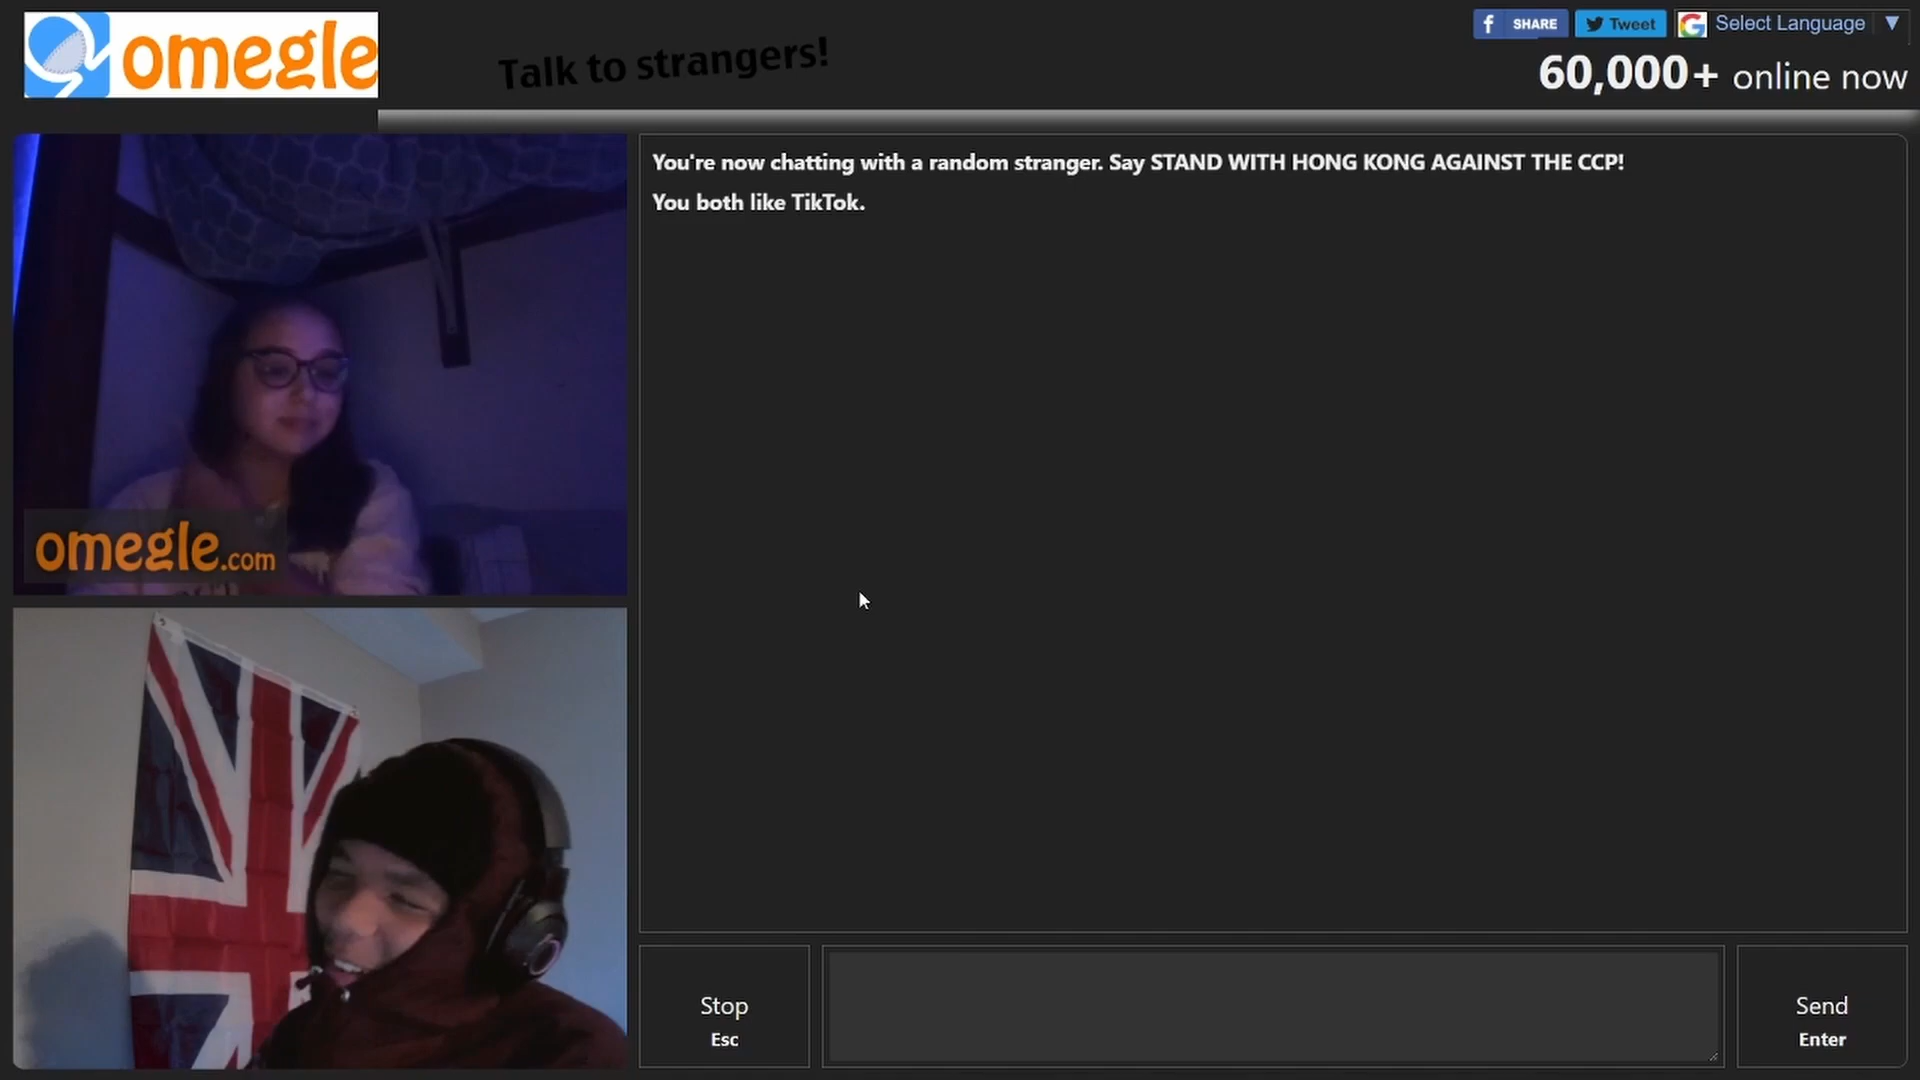 omegle
Talk to strangers!
f SHARE
Tweet
G Select Language ▼
60,000+ online now
You're now chatting with a random stranger. Say STAND WITH HONG KONG AGAINST THE CCP!
You both like TikTok.
omegle.com
Stop
Esc
Send
Enter